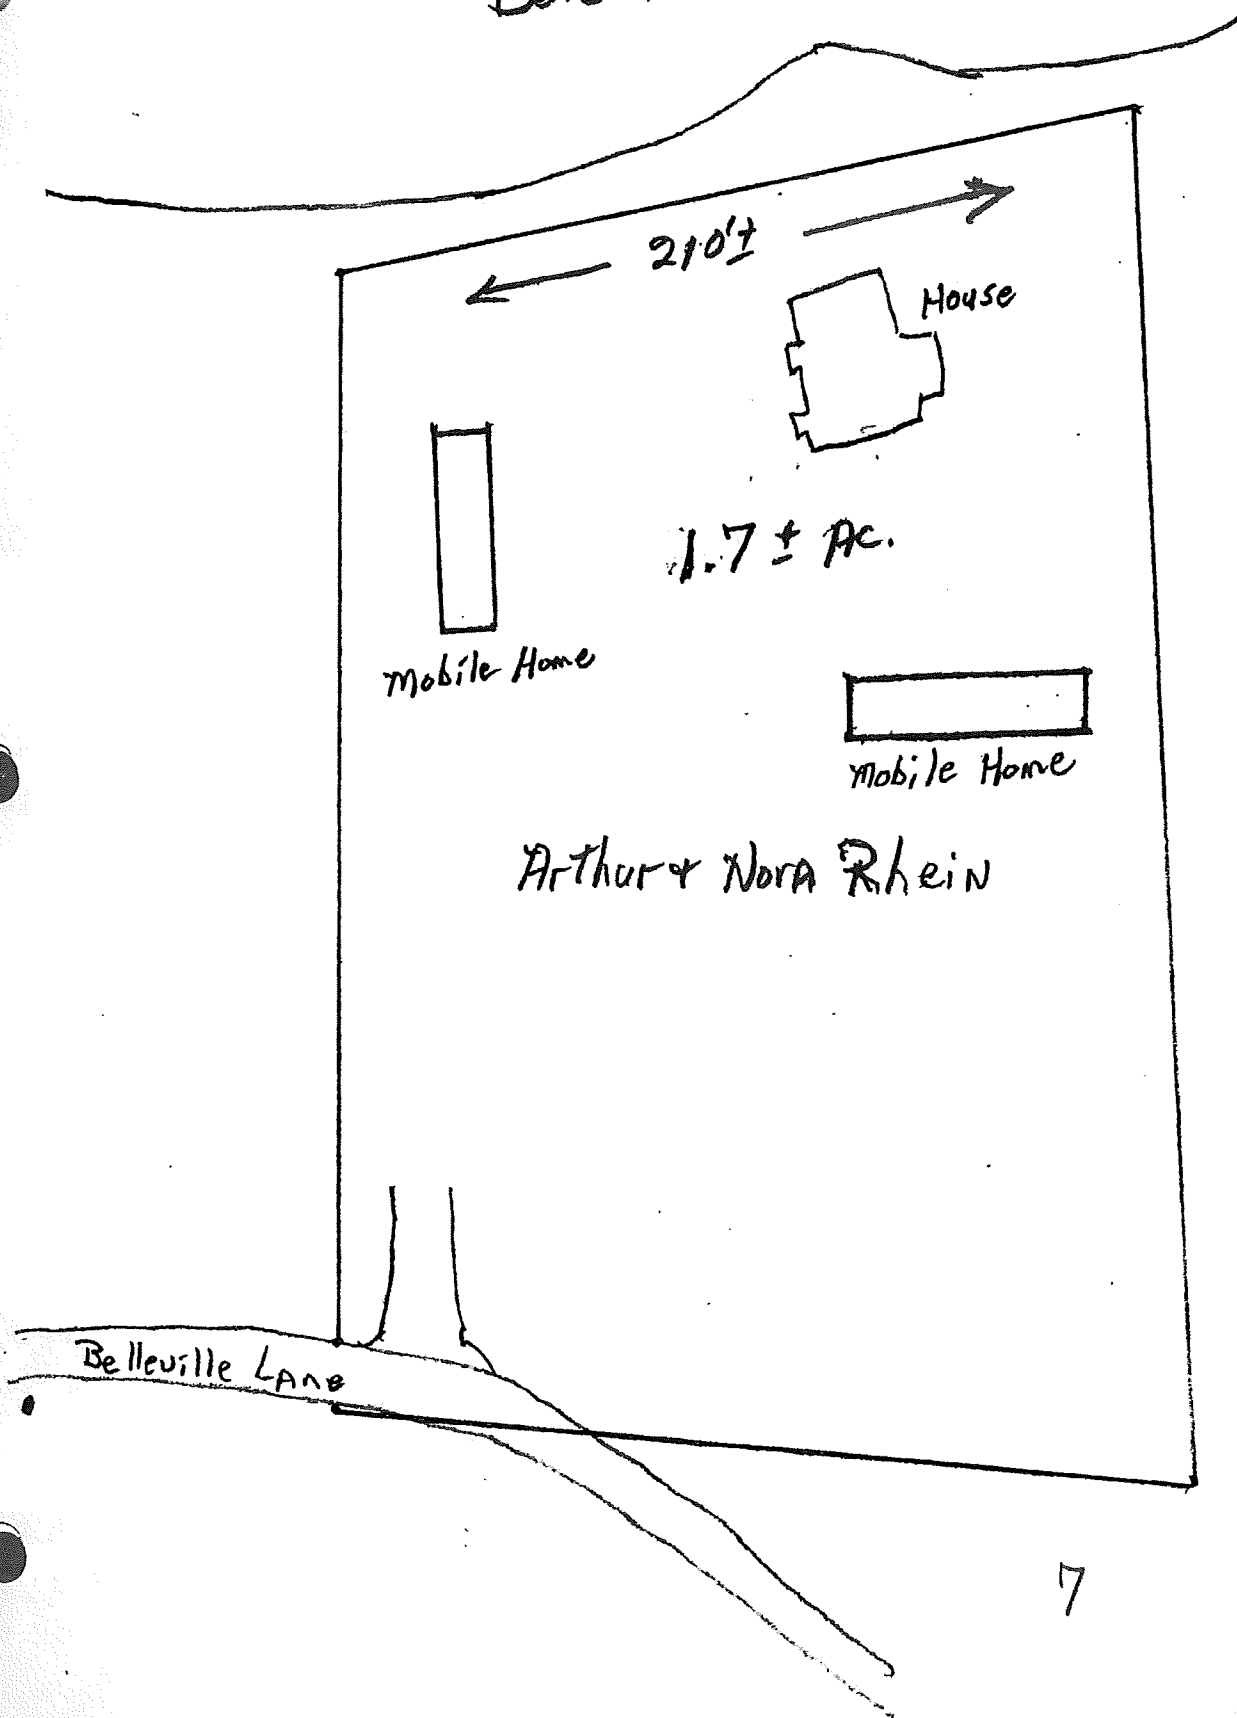 210'±
House
1.7 ± Ac.
Mobile Home
Mobile Home
Arthur & Nora Rhein
Belleville Lane
7